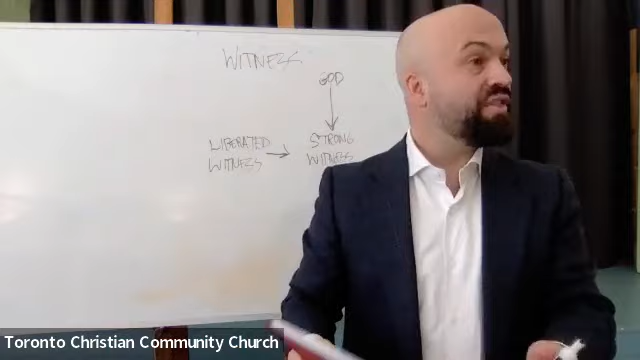 WITNESS
GOD
LIBERATED
WITNESS
STRONG
WITNESS
Toronto Christian Community Church